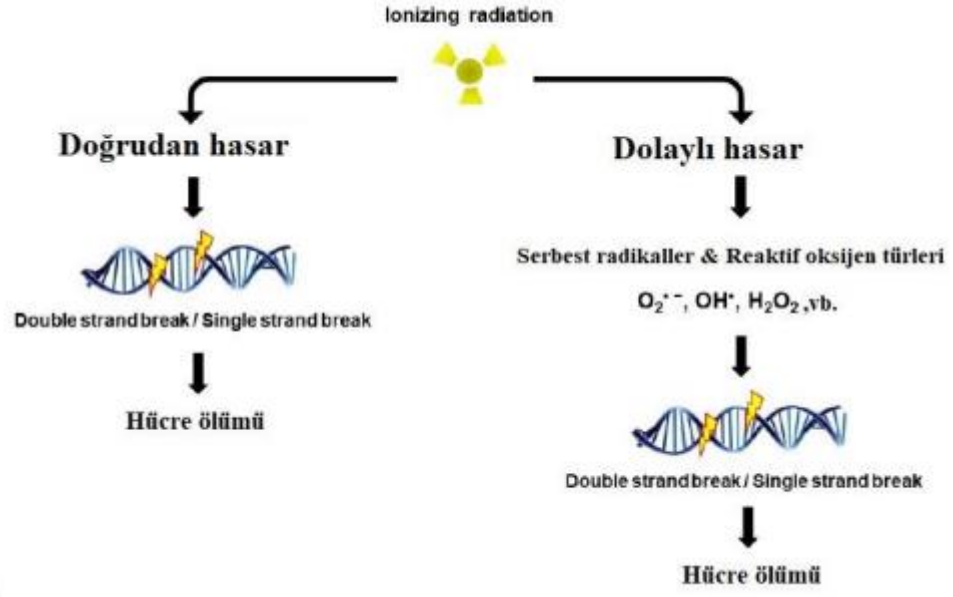 Ionizing radiation
Doğrudan hasar
Double strand break / Single strand break
Hücre ölümü
Dolaylı hasar
Serbest radikaller & Reaktif oksijen türleri
O₂˙⁻, OH˙, H₂O₂ ,vb.
Double strand break / Single strand break
Hücre ölümü